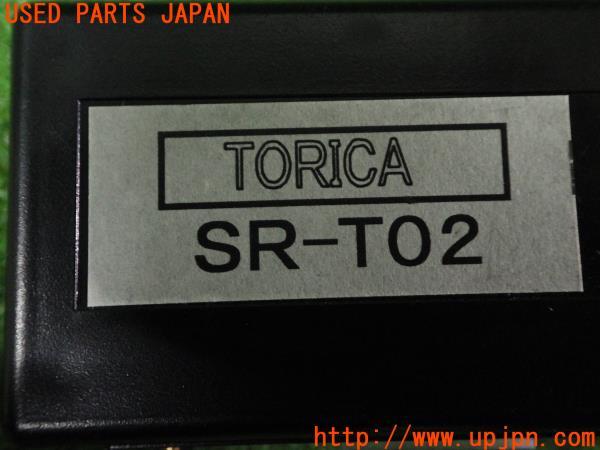 USED PARTS JAPAN
TORICA
SR-T02
http://www.upjpn.com/